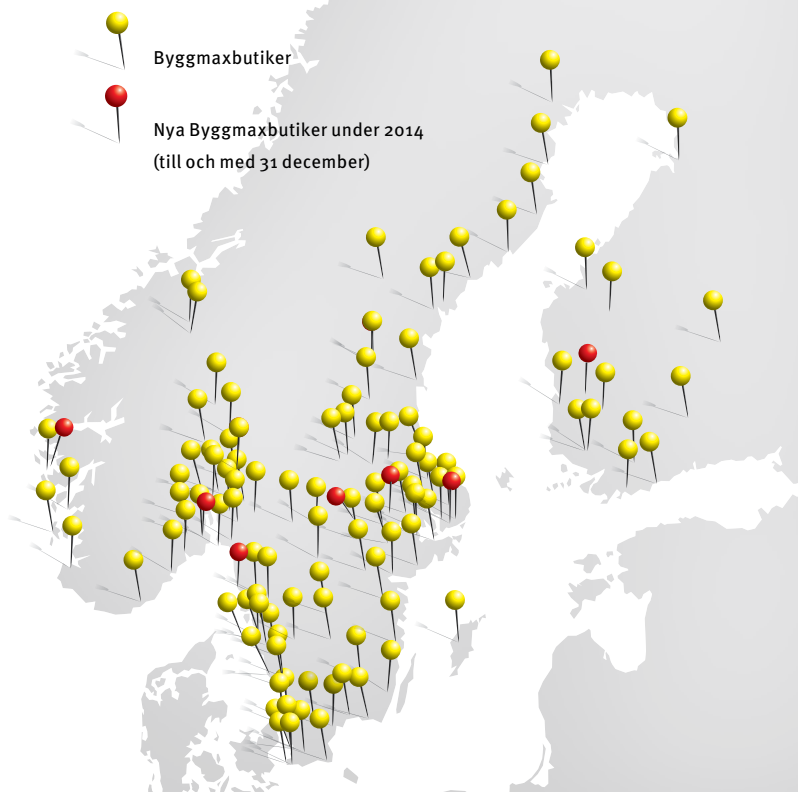 Byggmaxbutiker
Nya Byggmaxbutiker under 2014
(till och med 31 december)